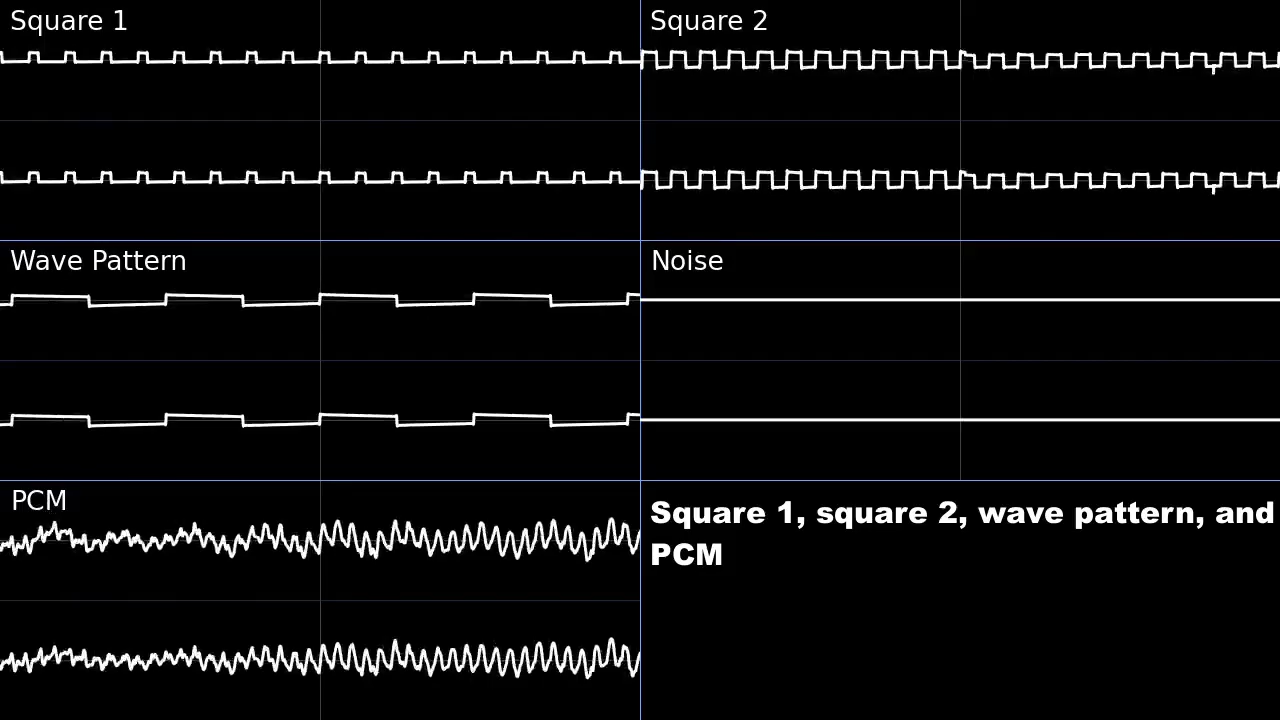 Square 1
Square 2
Wave Pattern
Noise
PCM
Square 1, square 2, wave pattern, and
PCM